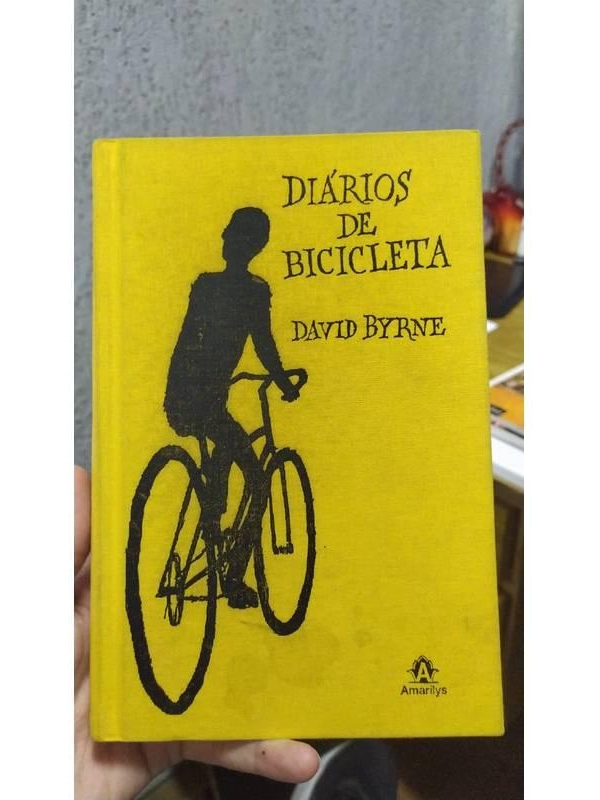 DIÁRIOS
DE
BICICLETA
DAVID BYRNE
A
Amarilys